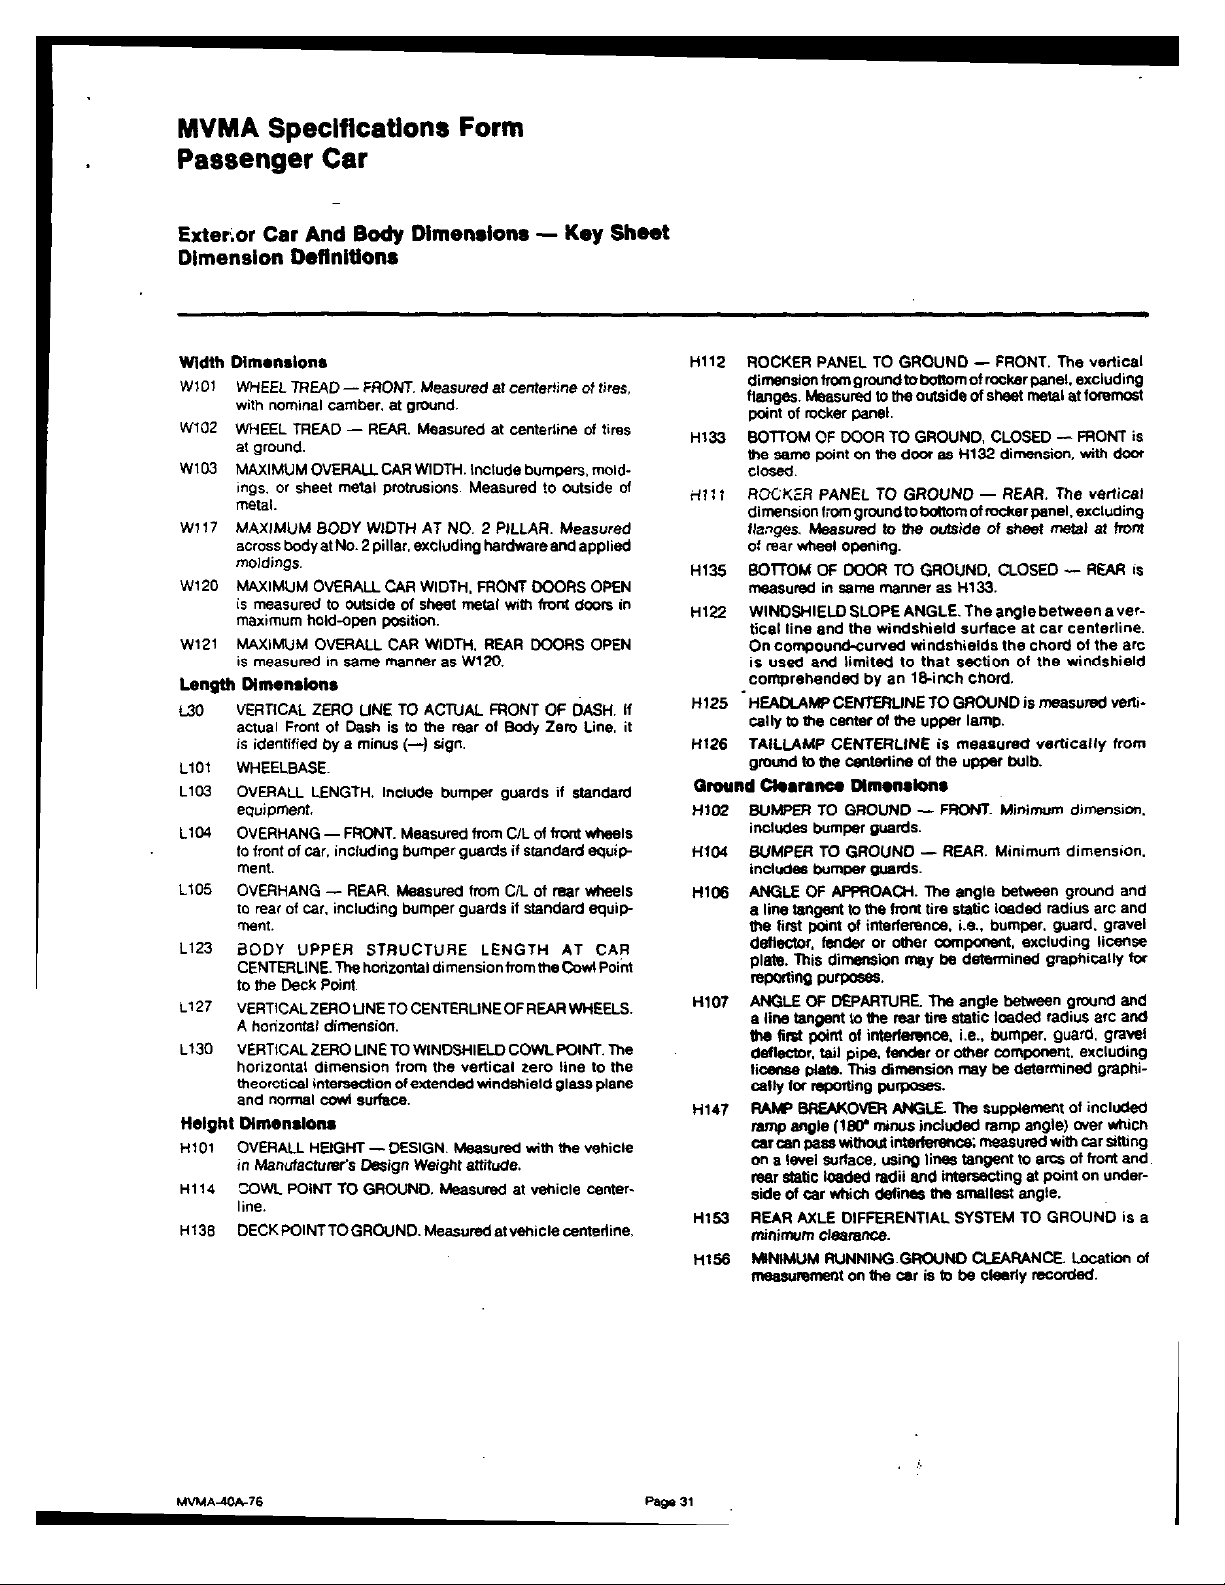 MVMA Specifications Form
Passenger Car
Exterior Car And Body Dimensions — Key Sheet
Dimension Definitions
Width Dimensions
W101 WHEEL TREAD — FRONT. Measured at centertine of tires,
with nominal camber, at ground.
W102 WHEEL TREAD — REAR. Measured at centerline of tires
at ground.
W103 MAXIMUM OVERALL CAR WIDTH. Include bumpers, mold-
ings, or sheet metal protrusions. Measured to outside of
metal.
W117 MAXIMUM BODY WIDTH AT NO. 2 PILLAR. Measured
across body at No. 2 pillar, excluding hardware and applied
moldings.
W120 MAXIMUM OVERALL CAR WIDTH, FRONT DOORS OPEN
is measured to outside of sheet metal with front doors in
maximum hold-open position.
W121 MAXIMUM OVERALL CAR WIDTH, REAR DOORS OPEN
is measured in same manner as W120.
Length Dimensions
L30 VERTICAL ZERO LINE TO ACTUAL FRONT OF DASH. If
actual Front of Dash is to the rear of Body Zero Line, it
is identified by a minus (—) sign.
L101 WHEELBASE.
L103 OVERALL LENGTH. Include bumper guards if standard
equipment.
L104 OVERHANG — FRONT. Measured from C/L of front wheels
to front of car, including bumper guards if standard equip-
ment.
L105 OVERHANG — REAR. Measured from C/L of rear wheels
to rear of car, including bumper guards if standard equip-
ment.
L123 BODY UPPER STRUCTURE LENGTH AT CAR
CENTERLINE. The horizontal dimension from the Cowl Point
to the Deck Point.
L127 VERTICAL ZERO LINE TO CENTERLINE OF REAR WHEELS.
A horizontal dimension.
L130 VERTICAL ZERO LINE TO WINDSHIELD COWL POINT. The
horizontal dimension from the vertical zero line to the
theoretical intersection of extended windshield glass plane
and normal cowl surface.
Height Dimensions
H101 OVERALL HEIGHT — DESIGN. Measured with the vehicle
in Manufacturer's Design Weight attitude.
H114 COWL POINT TO GROUND. Measured at vehicle center-
line.
H138 DECK POINT TO GROUND. Measured at vehicle centerline.
H112 ROCKER PANEL TO GROUND — FRONT. The vertical
dimension from ground to bottom of rocker panel, excluding
flanges. Measured to the outside of sheet metal at foremost
point of rocker panel.
H133 BOTTOM OF DOOR TO GROUND, CLOSED — FRONT is
the same point on the door as H132 dimension, with door
closed.
H111 ROCKER PANEL TO GROUND — REAR. The vertical
dimension from ground to bottom of rocker panel, excluding
flanges. Measured to the outside of sheet metal at front
of rear wheel opening.
H135 BOTTOM OF DOOR TO GROUND, CLOSED — REAR is
measured in same manner as H133.
H122 WINDSHIELD SLOPE ANGLE. The angle between a ver-
tical line and the windshield surface at car centerline.
On compound-curved windshields the chord of the arc
is used and limited to that section of the windshield
comprehended by an 18-inch chord.
H125 HEADLAMP CENTERLINE TO GROUND is measured verti-
cally to the center of the upper lamp.
H126 TAILLAMP CENTERLINE is measured vertically from
ground to the centerline of the upper bulb.
Ground Clearance Dimensions
H102 BUMPER TO GROUND — FRONT. Minimum dimension,
includes bumper guards.
H104 BUMPER TO GROUND — REAR. Minimum dimension,
includes bumper guards.
H106 ANGLE OF APPROACH. The angle between ground and
a line tangent to the front tire static loaded radius arc and
the first point of interference, i.e., bumper, guard, gravel
deflector, fender or other component, excluding license
plate. This dimension may be determined graphically for
reporting purposes.
H107 ANGLE OF DEPARTURE. The angle between ground and
a line tangent to the rear tire static loaded radius arc and
the first point of interference, i.e., bumper, guard, gravel
deflector, tail pipe, fender or other component, excluding
license plate. This dimension may be determined graphi-
cally for reporting purposes.
H147 RAMP BREAKOVER ANGLE. The supplement of included
ramp angle (180° minus included ramp angle) over which
car can pass without interference; measured with car sitting
on a level surface, using lines tangent to arcs of front and
rear static loaded radii and intersecting at point on under-
side of car which defines the smallest angle.
H153 REAR AXLE DIFFERENTIAL SYSTEM TO GROUND is a
minimum clearance.
H156 MINIMUM RUNNING GROUND CLEARANCE. Location of
measurement on the car is to be clearly recorded.
MVMA-40A-76
Page 31